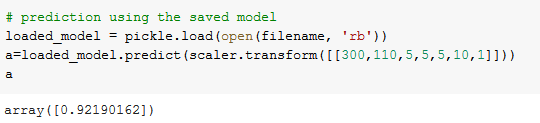 # prediction using the saved model
loaded_model = pickle.load(open(filename, 'rb'))
a=loaded_model.predict(scaler.transform([[300,110,5,5,5,10,1]]))
a
array([0.92190162])